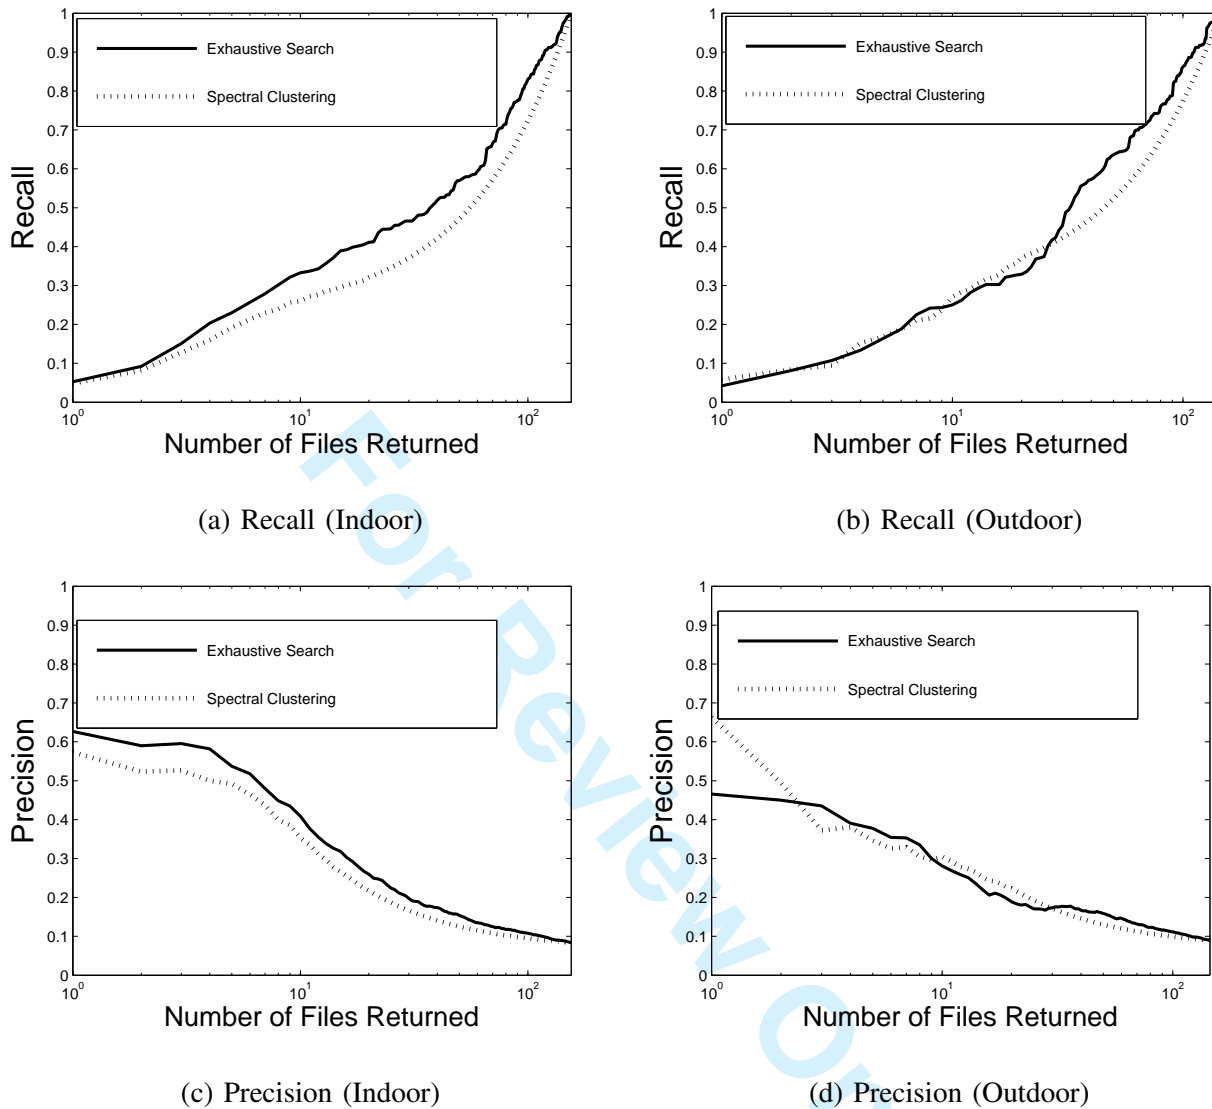 1
0.9
0.8
0.7
0.6
0.5
0.4
0.3
0.2
0.1
0
10^0
10^1
10^2
Recall
Number of Files Returned
Exhaustive Search
Spectral Clustering
(a) Recall (Indoor)
1
0.9
0.8
0.7
0.6
0.5
0.4
0.3
0.2
0.1
0
10^0
10^1
10^2
Recall
Number of Files Returned
Exhaustive Search
Spectral Clustering
(b) Recall (Outdoor)
1
0.9
0.8
0.7
0.6
0.5
0.4
0.3
0.2
0.1
0
10^0
10^1
10^2
Precision
Number of Files Returned
Exhaustive Search
Spectral Clustering
(c) Precision (Indoor)
1
0.9
0.8
0.7
0.6
0.5
0.4
0.3
0.2
0.1
0
10^0
10^1
10^2
Precision
Number of Files Returned
Exhaustive Search
Spectral Clustering
(d) Precision (Outdoor)
For Review